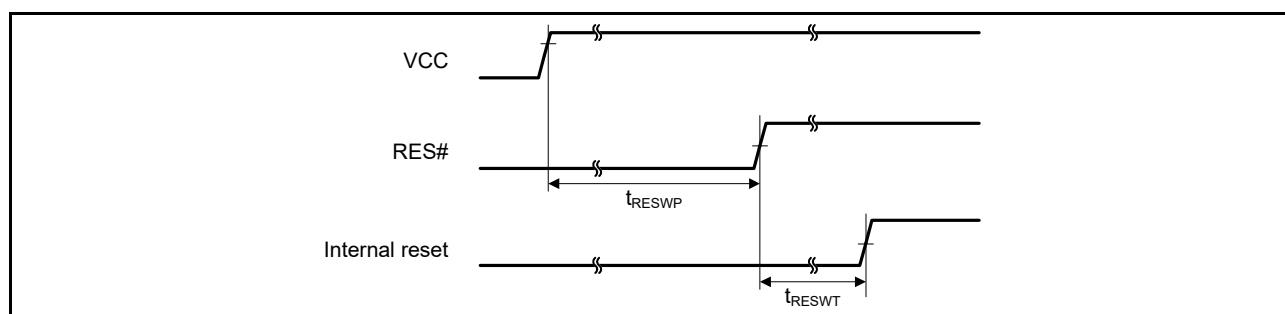 VCC
RES#
tRESWP
Internal reset
tRESWT